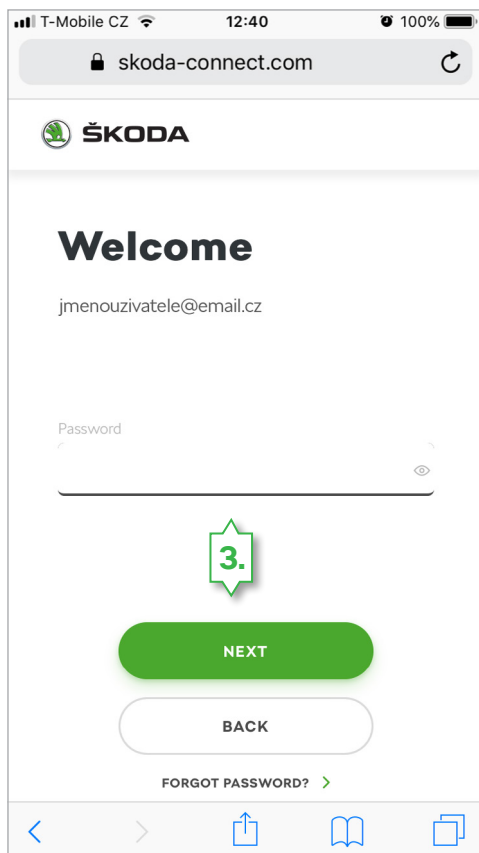 T-Mobile CZ 12:40 100%
skoda-connect.com
ŠKODA
Welcome
jmenouzivatele@email.cz
Password
3.
NEXT
BACK
FORGOT PASSWORD?